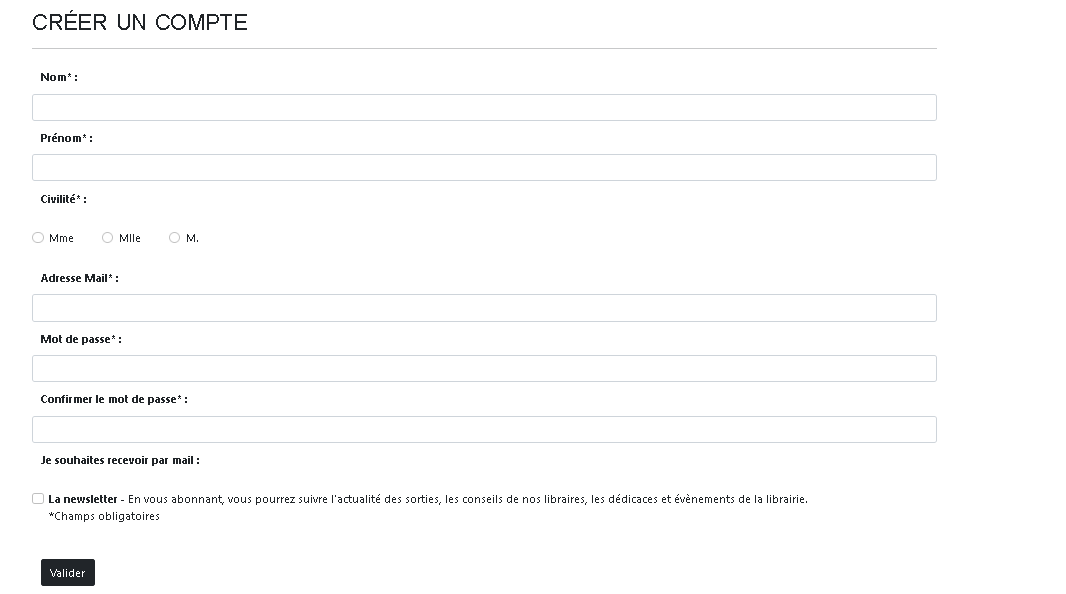 CRÉER UN COMPTE
Nom* :
Prénom* :
Civilité* :
Mme Mlle M.
Adresse Mail* :
Mot de passe* :
Confirmer le mot de passe* :
Je souhaites recevoir par mail :
La newsletter - En vous abonnant, vous pourrez suivre l'actualité des sorties, les conseils de nos libraires, les dédicaces et évènements de la librairie.
*Champs obligatoires
Valider